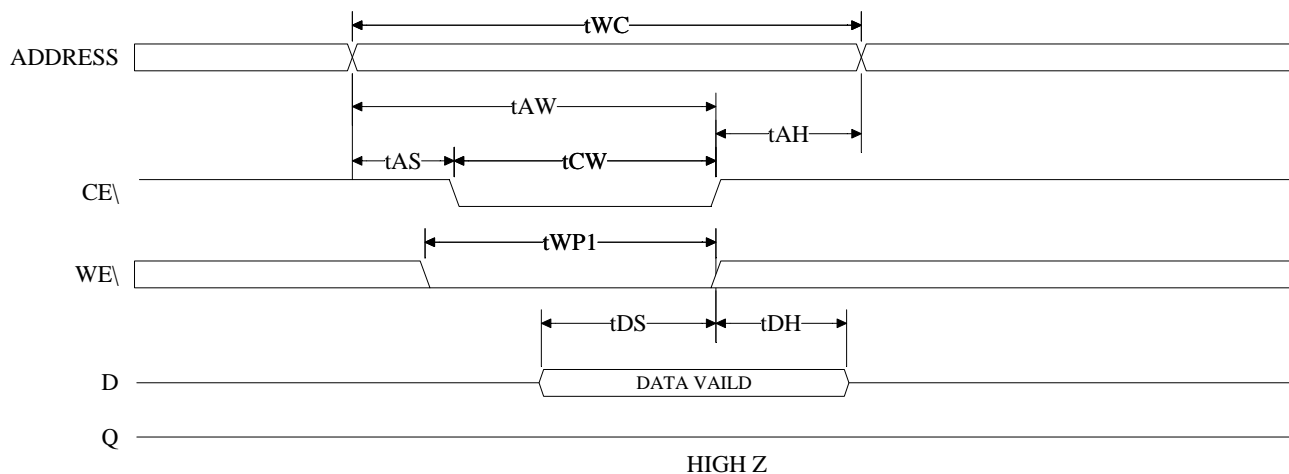 tWC
ADDRESS
tAW
tAH
tAS
tCW
CE\
tWP1
WE\
tDS
tDH
D
DATA VAILD
Q
HIGH Z